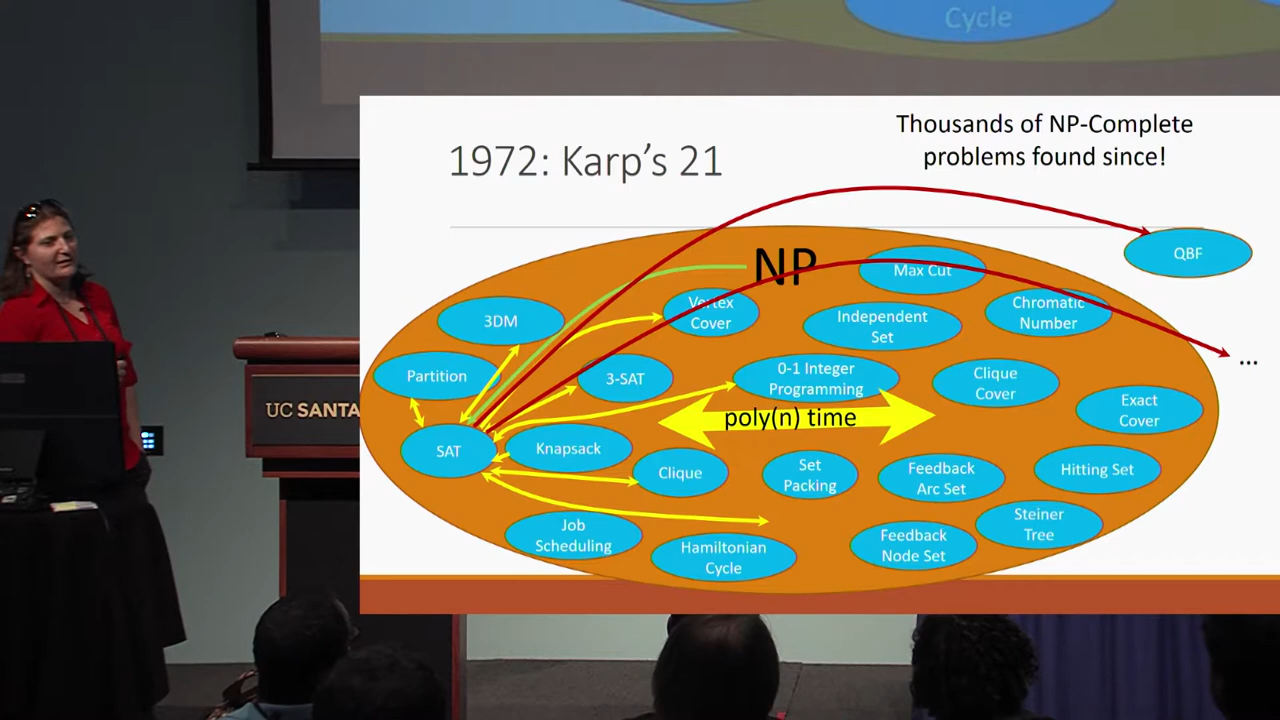 Cycle
Thousands of NP-Complete
problems found since!
1972: Karp's 21
NP
QBF
Max Cut
3DM
Vertex
Cover
Independent
Set
Chromatic
Number
...
Partition
3-SAT
0-1 Integer
Programming
Clique
Cover
Exact
Cover
poly(n) time
UC SANTA
SAT
Knapsack
Clique
Set
Packing
Feedback
Arc Set
Hitting Set
Job
Scheduling
Hamiltonian
Cycle
Feedback
Node Set
Steiner
Tree